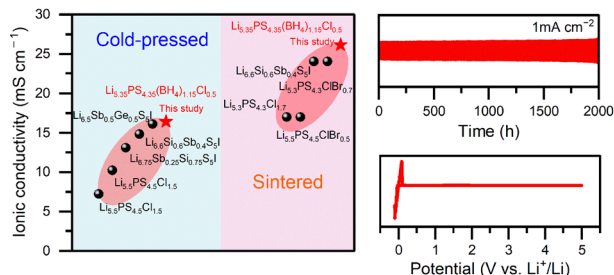 Ionic conductivity (mS cm⁻¹)
30
25
20
15
10
5
0
Cold-pressed
Li5.35PS4.35(BH4)1.15Cl0.5
This study
Li6.5Sb0.5Ge0.5S5I
Li6.6Si0.6Sb0.4S5I
Li6.75Sb0.25Si0.75S5I
Li5.5PS4.5Cl1.5
Li5.5PS4.5Cl1.5
Li5.35PS4.35(BH4)1.15Cl0.5
This study
Li6.6Si0.6Sb0.4S5I
Li5.3PS4.3ClBr0.7
Li5.3PS4.3Cl1.7
Li5.5PS4.5ClBr0.5
Sintered
1mA cm⁻²
0 500 1000 1500 2000
Time (h)
0 1 2 3 4 5
Potential (V vs. Li⁺/Li)